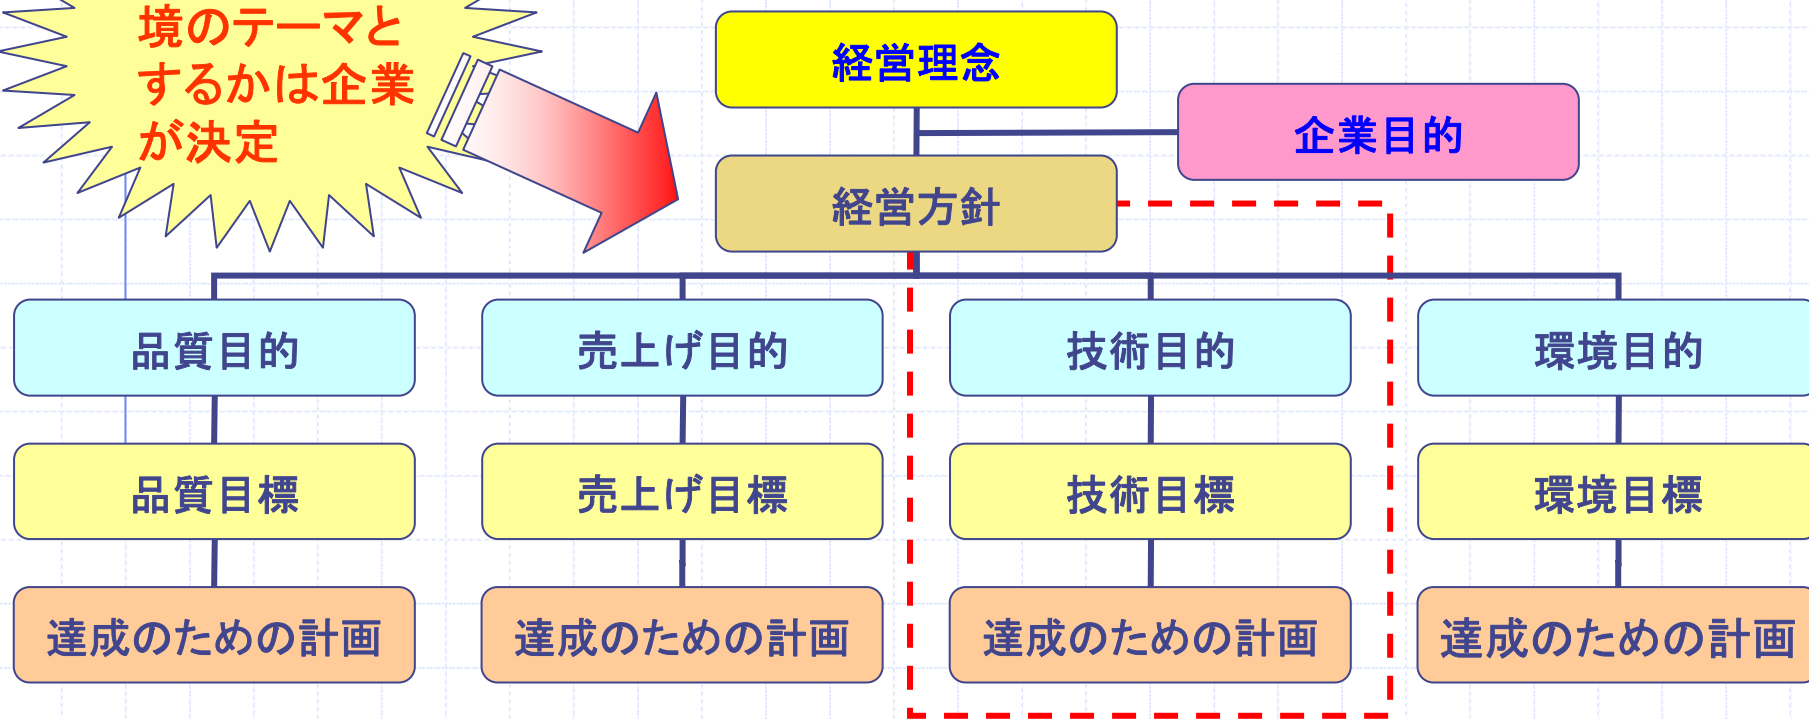 境のテーマと
するかは企業
が決定
経営理念
企業目的
経営方針
品質目的
売上げ目的
技術目的
環境目的
品質目標
売上げ目標
技術目標
環境目標
達成のための計画
達成のための計画
達成のための計画
達成のための計画